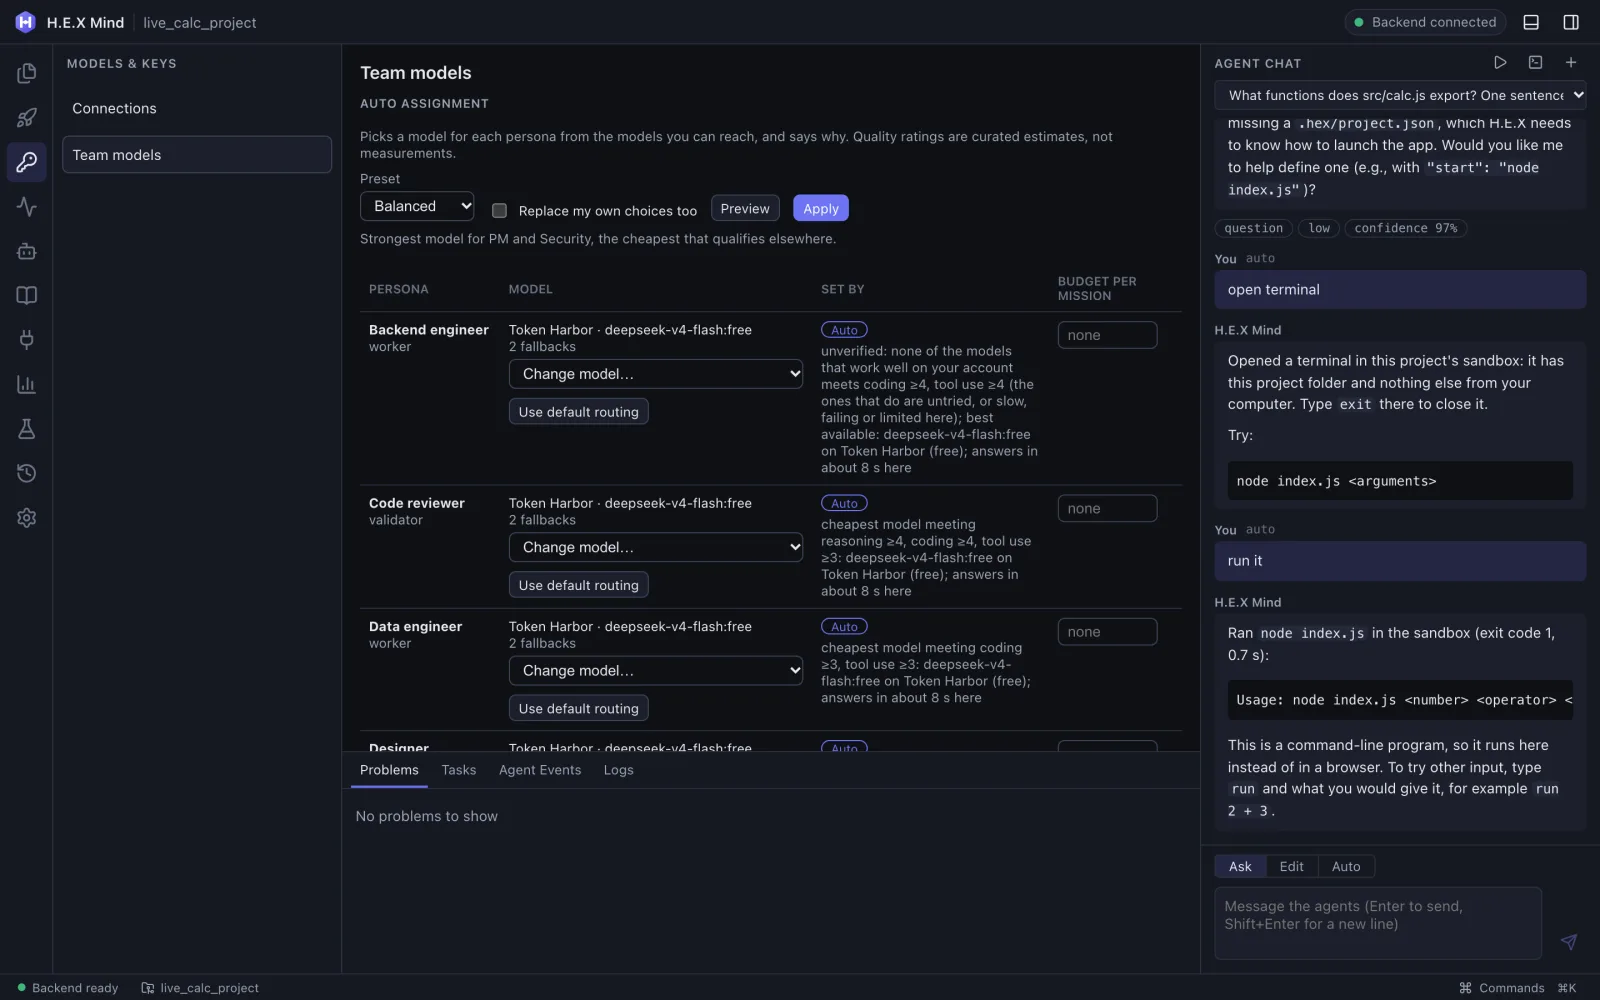 H.E.X Mind
live_calc_project
Backend connected
MODELS & KEYS
Connections
Team models
Team models
AUTO ASSIGNMENT
Picks a model for each persona from the models you can reach, and says why. Quality ratings are curated estimates, not
measurements.
Preset
Balanced
Replace my own choices too
Preview
Apply
Strongest model for PM and Security, the cheapest that qualifies elsewhere.
PERSONA
MODEL
SET BY
BUDGET PER
MISSION
Backend engineer
worker
Token Harbor · deepseek-v4-flash:free
2 fallbacks
Change model...
Use default routing
Auto
unverified: none of the models
that work well on your account
meets coding ≥4, tool use ≥4 (the
ones that do are untried, or slow,
failing or limited here); best
available: deepseek-v4-flash:free
on Token Harbor (free); answers in
about 8 s here
none
Code reviewer
validator
Token Harbor · deepseek-v4-flash:free
2 fallbacks
Change model...
Use default routing
Auto
cheapest model meeting
reasoning ≥4, coding ≥4, tool use
≥3: deepseek-v4-flash:free on
Token Harbor (free); answers in
about 8 s here
none
Data engineer
worker
Token Harbor · deepseek-v4-flash:free
2 fallbacks
Change model...
Use default routing
Auto
cheapest model meeting coding
≥3, tool use ≥3: deepseek-v4-
flash:free on Token Harbor (free);
answers in about 8 s here
none
Designer
Token Harbor · deepseek-v4-flash:free
Auto
Problems
Tasks
Agent Events
Logs
No problems to show
AGENT CHAT
What functions does src/calc.js export? One sentence
missing a .hex/project.json, which H.E.X needs
to know how to launch the app. Would you like me
to help define one (e.g., with "start": "node
index.js")?
question
low
confidence 97%
You auto
open terminal
H.E.X Mind
Opened a terminal in this project's sandbox: it has
this project folder and nothing else from your
computer. Type exit there to close it.
Try:
node index.js <arguments>
You auto
run it
H.E.X Mind
Ran node index.js in the sandbox (exit code 1,
0.7 s):
Usage: node index.js <number> <operator> <
This is a command-line program, so it runs here
instead of in a browser. To try other input, type
run and what you would give it, for example run
2 + 3.
Ask
Edit
Auto
Message the agents (Enter to send,
Shift+Enter for a new line)
Backend ready
live_calc_project
⌘ Commands ⌘K